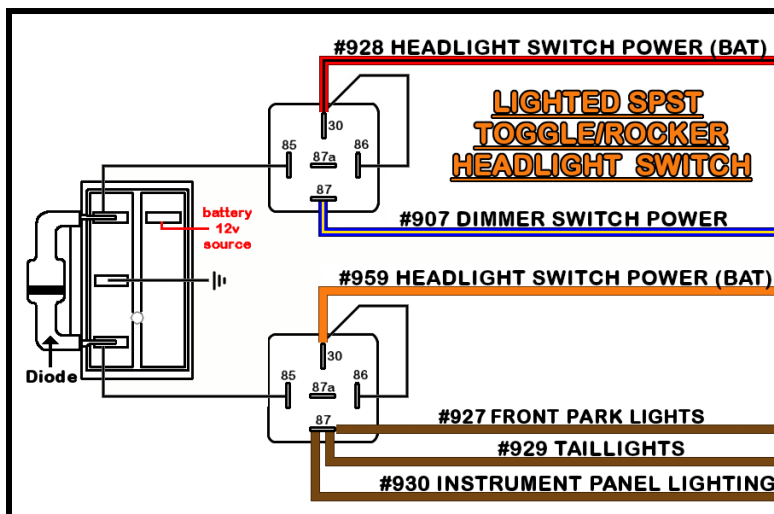 #928 HEADLIGHT SWITCH POWER (BAT)
LIGHTED SPST
TOGGLE/ROCKER
HEADLIGHT SWITCH
30
85
86
87a
87
battery
12v
source
#907 DIMMER SWITCH POWER
#959 HEADLIGHT SWITCH POWER (BAT)
30
85
86
87a
87
Diode
#927 FRONT PARK LIGHTS
#929 TAILLIGHTS
#930 INSTRUMENT PANEL LIGHTING